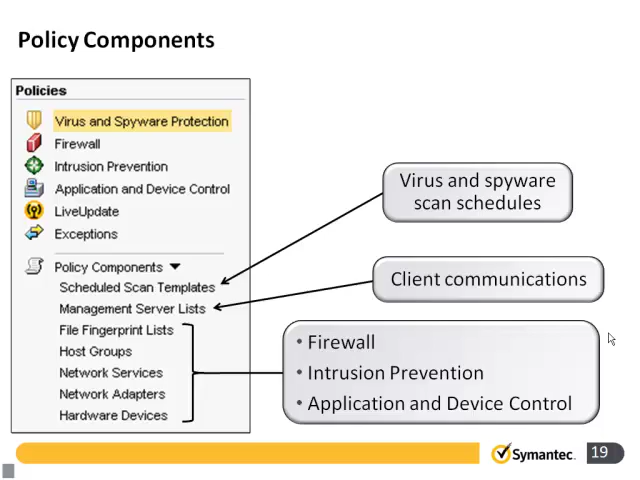 Policy Components
Policies
Virus and Spyware Protection
Firewall
Intrusion Prevention
Application and Device Control
LiveUpdate
Exceptions
Policy Components
Scheduled Scan Templates
Management Server Lists
File Fingerprint Lists
Host Groups
Network Services
Network Adapters
Hardware Devices
Virus and spyware
scan schedules
Client communications
• Firewall
• Intrusion Prevention
• Application and Device Control
Symantec.
19